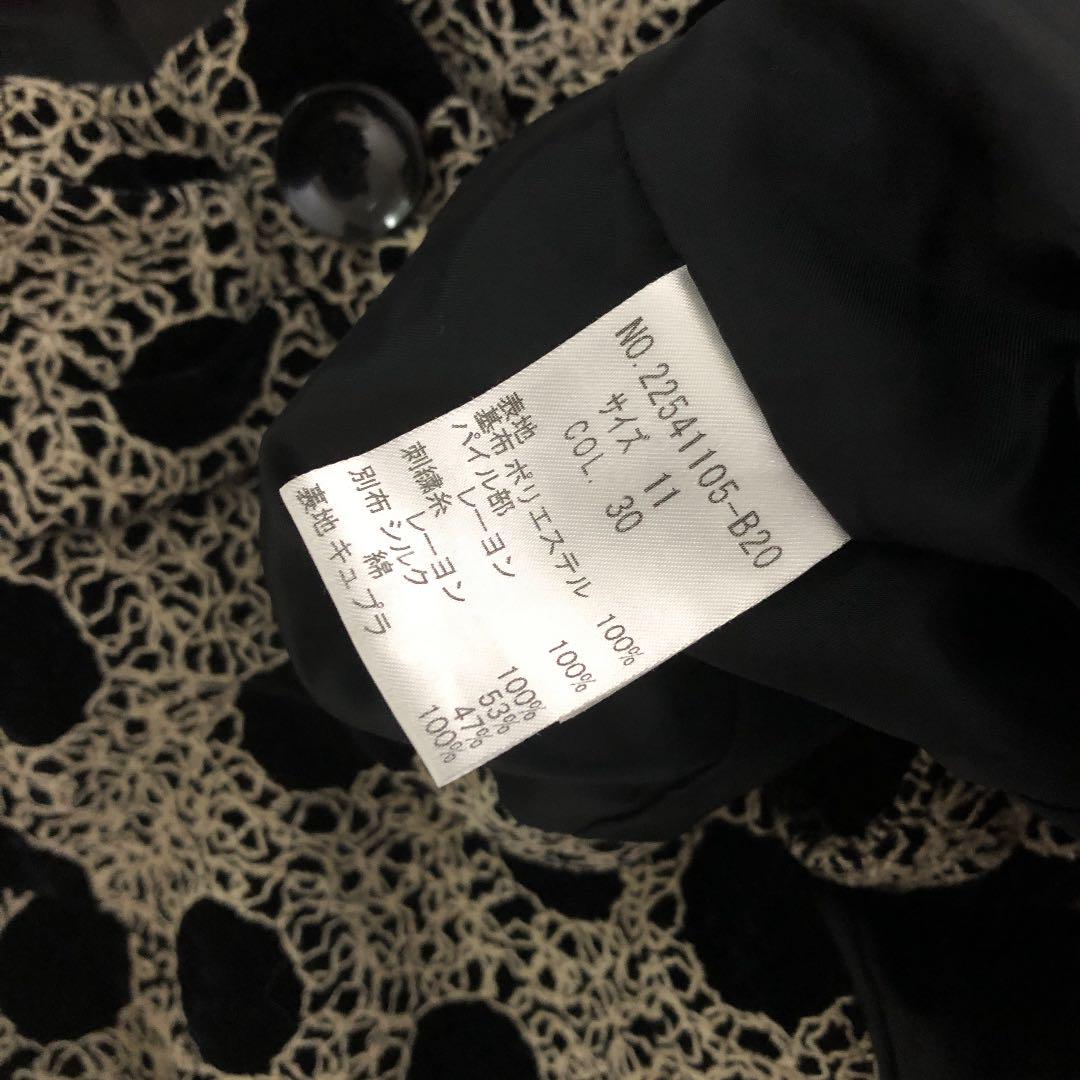 NO.22541105-B20
サイズ 11
COL. 30
表地
基布 ポリエステル 100%
パイル部 レーヨン 100%
刺繍糸 レーヨン 100%
別布 シルク 53%
綿 47%
裏地 キュプラ 100%